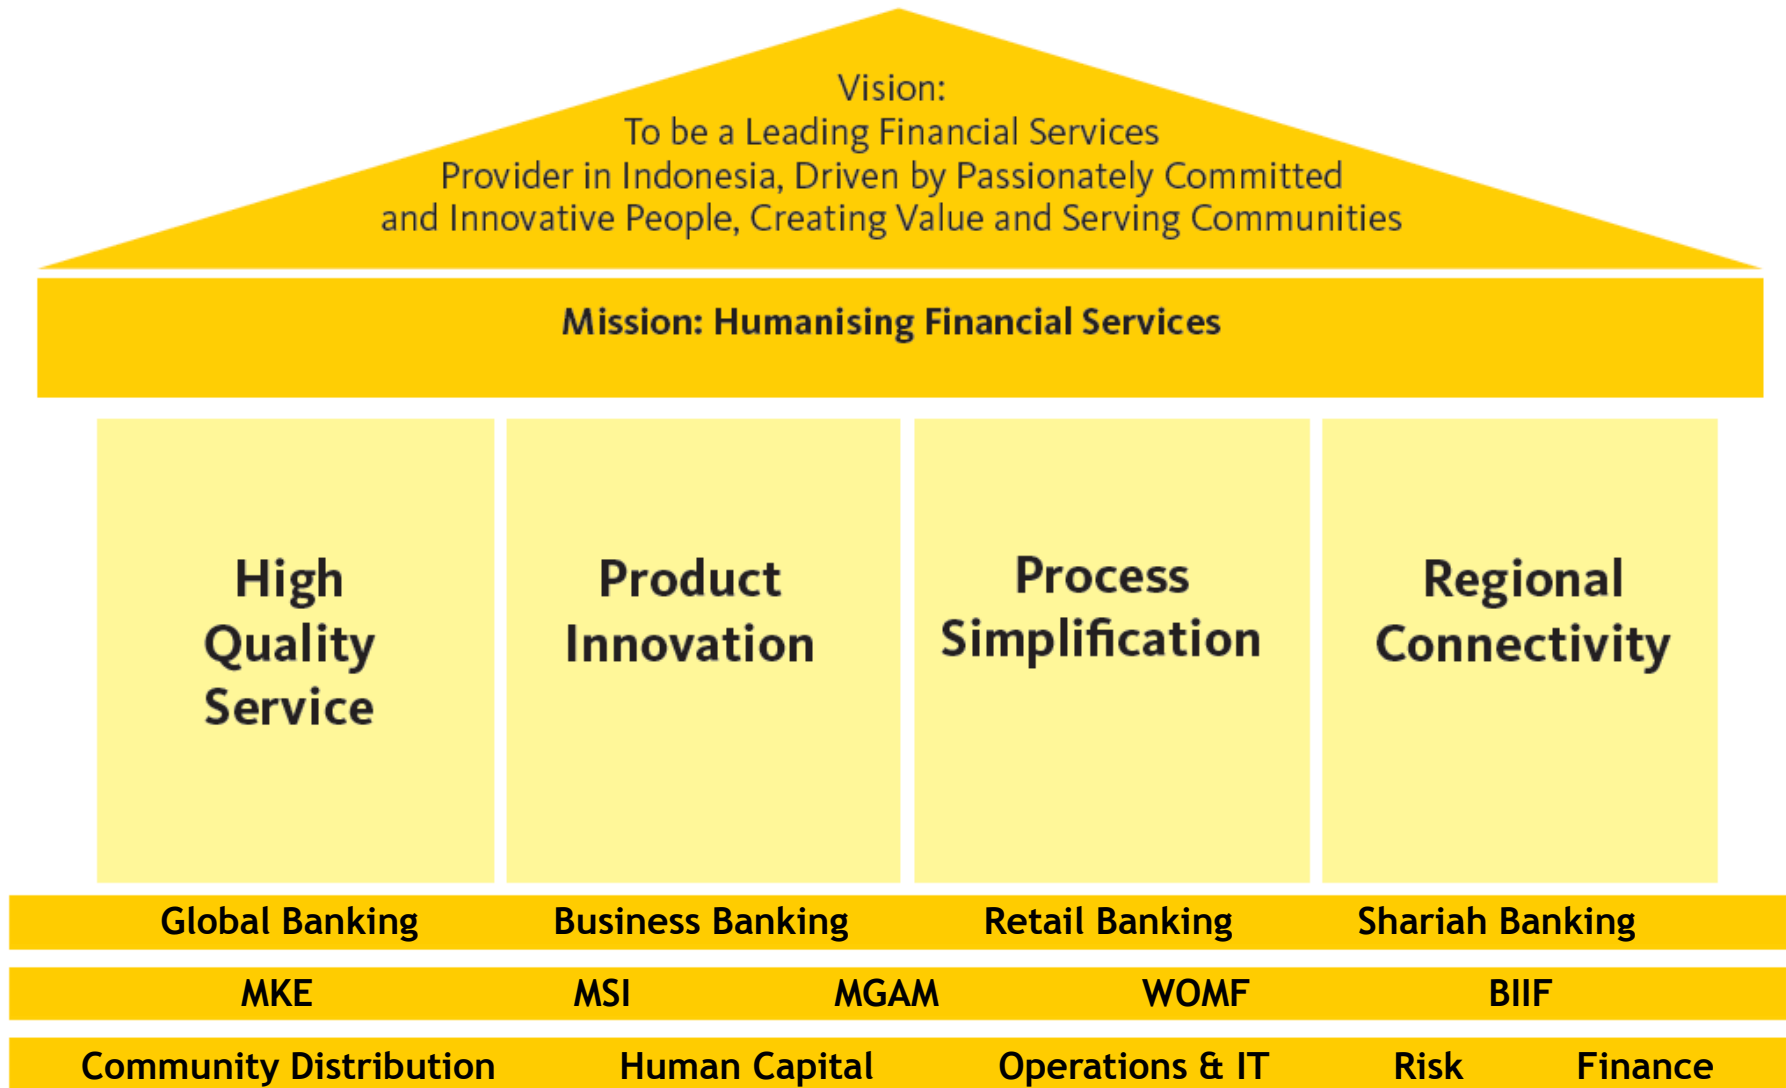 Vision:
To be a Leading Financial Services
Provider in Indonesia, Driven by Passionately Committed
and Innovative People, Creating Value and Serving Communities
Mission: Humanising Financial Services
High
Quality
Service
Product
Innovation
Process
Simplification
Regional
Connectivity
Global Banking Business Banking Retail Banking Shariah Banking
MKE MSI MGAM WOMF BIIF
Community Distribution Human Capital Operations & IT Risk Finance